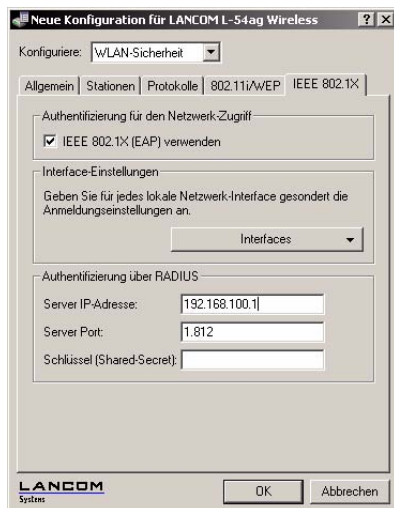 Neue Konfiguration für LANCOM L-54ag Wireless
Konfiguriere: WLAN-Sicherheit
Allgemein Stationen Protokolle 802.11i/WEP IEEE 802.1X
Authentifizierung für den Netzwerk-Zugriff
IEEE 802.1X (EAP) verwenden
Interface-Einstellungen
Geben Sie für jedes lokale Netzwerk-Interface gesondert die
Anmeldungseinstellungen an.
Interfaces
Authentifizierung über RADIUS
Server IP-Adresse: 192.168.100.1
Server Port: 1.812
Schlüssel (Shared-Secret):
LANCOM
Systems
OK Abbrechen